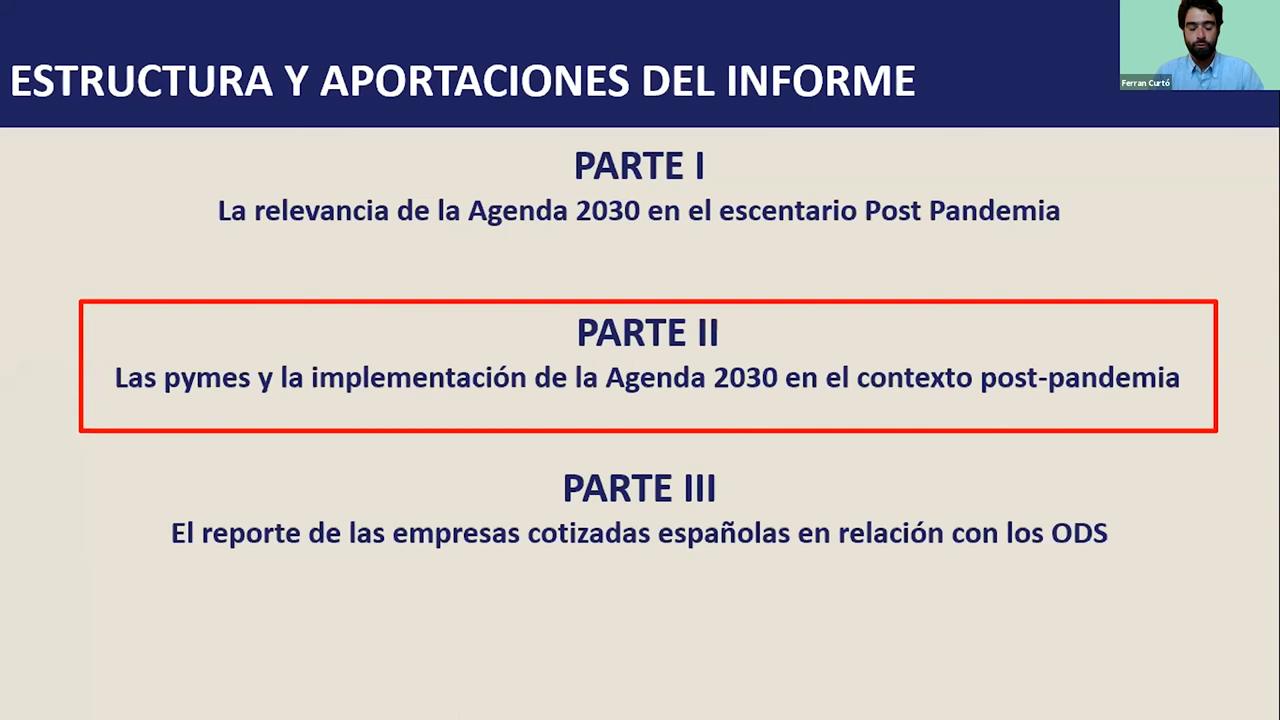 ESTRUCTURA Y APORTACIONES DEL INFORME
Ferran Curtó
PARTE I
La relevancia de la Agenda 2030 en el escentario Post Pandemia
PARTE II
Las pymes y la implementación de la Agenda 2030 en el contexto post-pandemia
PARTE III
El reporte de las empresas cotizadas españolas en relación con los ODS